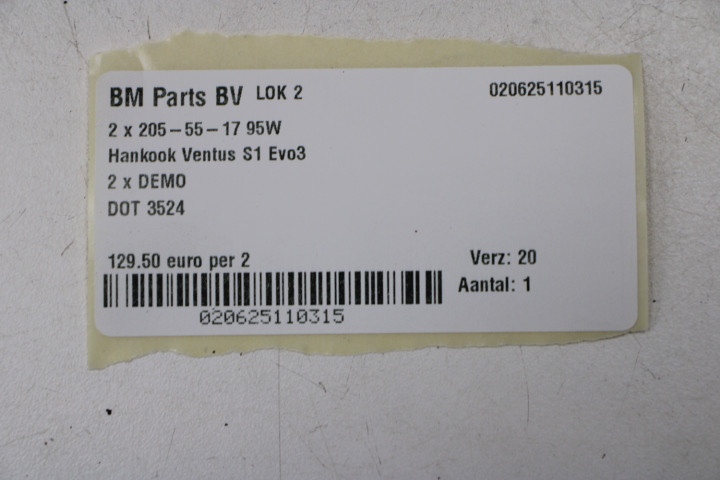 BM Parts BV LOK 2 020625110315
2 x 205-55-17 95W
Hankook Ventus S1 Evo3
2 x DEMO
DOT 3524
129.50 euro per 2 Verz: 20
Aantal: 1
020625110315